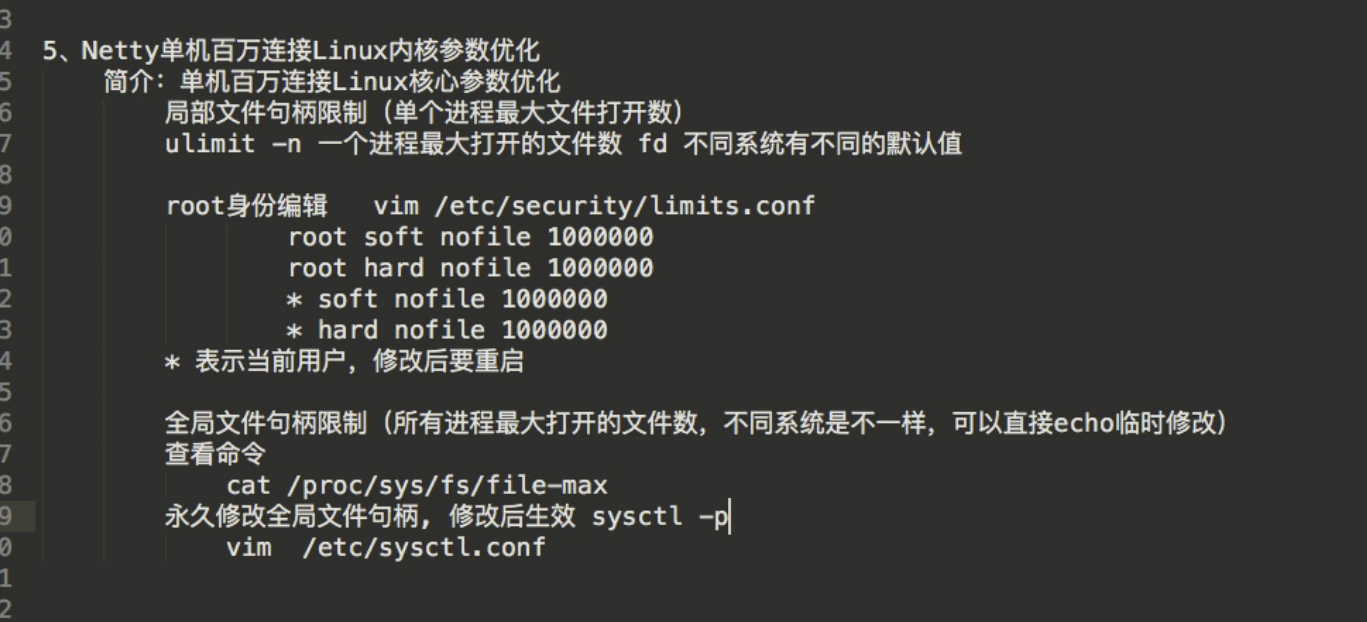 3
4 5、Netty单机百万连接Linux内核参数优化
5 简介：单机百万连接Linux核心参数优化
6 局部文件句柄限制（单个进程最大文件打开数）
7 ulimit -n 一个进程最大打开的文件数 fd 不同系统有不同的默认值
8
9 root身份编辑 vim /etc/security/limits.conf
0 root soft nofile 1000000
1 root hard nofile 1000000
2 * soft nofile 1000000
3 * hard nofile 1000000
4 * 表示当前用户，修改后要重启
5
6 全局文件句柄限制（所有进程最大打开的文件数，不同系统是不一样，可以直接echo临时修改）
7 查看命令
8 cat /proc/sys/fs/file-max
9 永久修改全局文件句柄, 修改后生效 sysctl -p
0 vim /etc/sysctl.conf
1
2